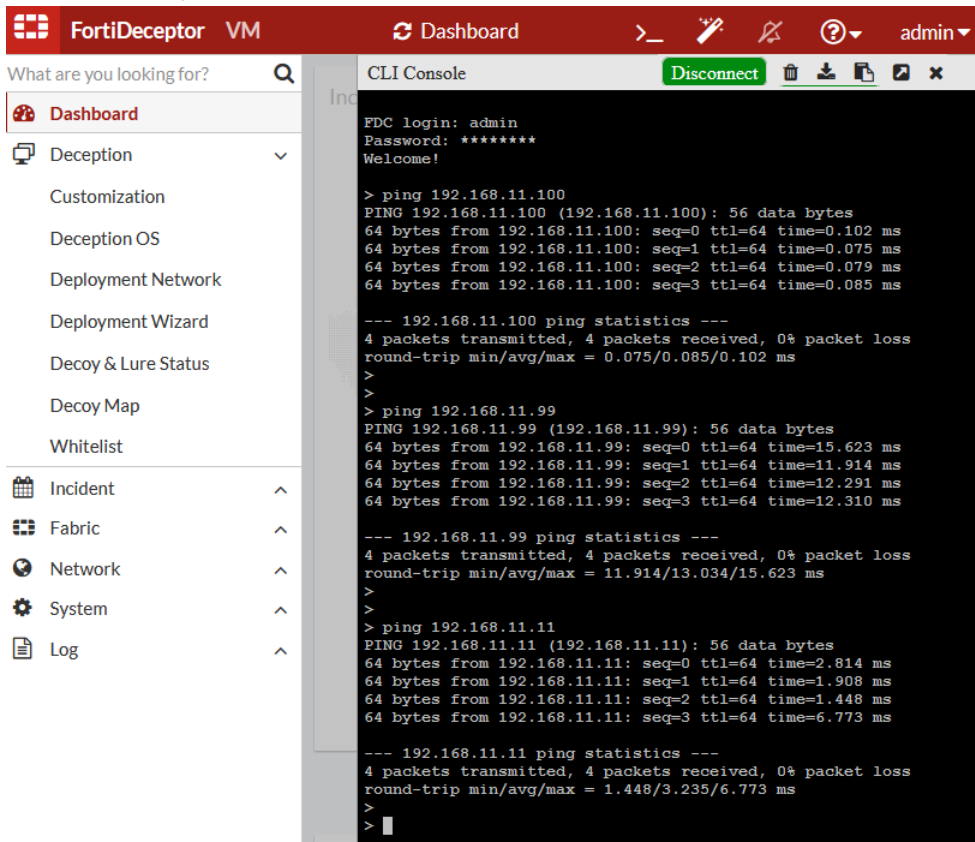 FortiDeceptor VM
Dashboard
>_
admin
What are you looking for?
Dashboard
Deception
Customization
Deception OS
Deployment Network
Deployment Wizard
Decoy & Lure Status
Decoy Map
Whitelist
Incident
Fabric
Network
System
Log
Inc
CLI Console
Disconnect
FDC login: admin
Password: ********
Welcome!
> ping 192.168.11.100
PING 192.168.11.100 (192.168.11.100): 56 data bytes
64 bytes from 192.168.11.100: seq=0 ttl=64 time=0.102 ms
64 bytes from 192.168.11.100: seq=1 ttl=64 time=0.075 ms
64 bytes from 192.168.11.100: seq=2 ttl=64 time=0.079 ms
64 bytes from 192.168.11.100: seq=3 ttl=64 time=0.085 ms
--- 192.168.11.100 ping statistics ---
4 packets transmitted, 4 packets received, 0% packet loss
round-trip min/avg/max = 0.075/0.085/0.102 ms
>
>
> ping 192.168.11.99
PING 192.168.11.99 (192.168.11.99): 56 data bytes
64 bytes from 192.168.11.99: seq=0 ttl=64 time=15.623 ms
64 bytes from 192.168.11.99: seq=1 ttl=64 time=11.914 ms
64 bytes from 192.168.11.99: seq=2 ttl=64 time=12.291 ms
64 bytes from 192.168.11.99: seq=3 ttl=64 time=12.310 ms
--- 192.168.11.99 ping statistics ---
4 packets transmitted, 4 packets received, 0% packet loss
round-trip min/avg/max = 11.914/13.034/15.623 ms
>
>
> ping 192.168.11.11
PING 192.168.11.11 (192.168.11.11): 56 data bytes
64 bytes from 192.168.11.11: seq=0 ttl=64 time=2.814 ms
64 bytes from 192.168.11.11: seq=1 ttl=64 time=1.908 ms
64 bytes from 192.168.11.11: seq=2 ttl=64 time=1.448 ms
64 bytes from 192.168.11.11: seq=3 ttl=64 time=6.773 ms
--- 192.168.11.11 ping statistics ---
4 packets transmitted, 4 packets received, 0% packet loss
round-trip min/avg/max = 1.448/3.235/6.773 ms
>
>